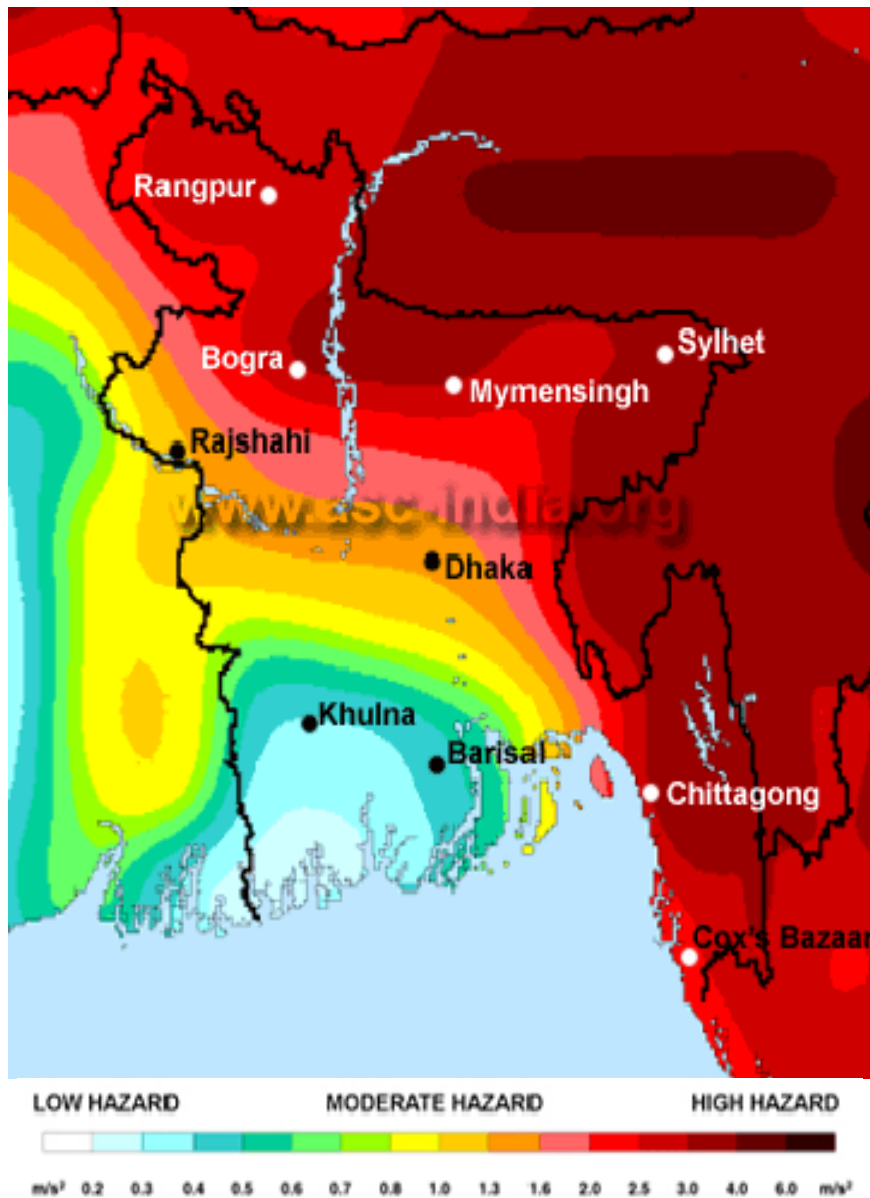 Rangpur
Sylhet
Bogra
Mymensingh
Rajshahi
www.asc-india.org
Dhaka
Khulna
Barisal
Chittagong
Cox's Bazaar
LOW HAZARD MODERATE HAZARD HIGH HAZARD
m/s² 0.2 0.3 0.4 0.5 0.6 0.7 0.8 1.0 1.3 1.6 2.0 2.5 3.0 4.0 6.0 m/s²